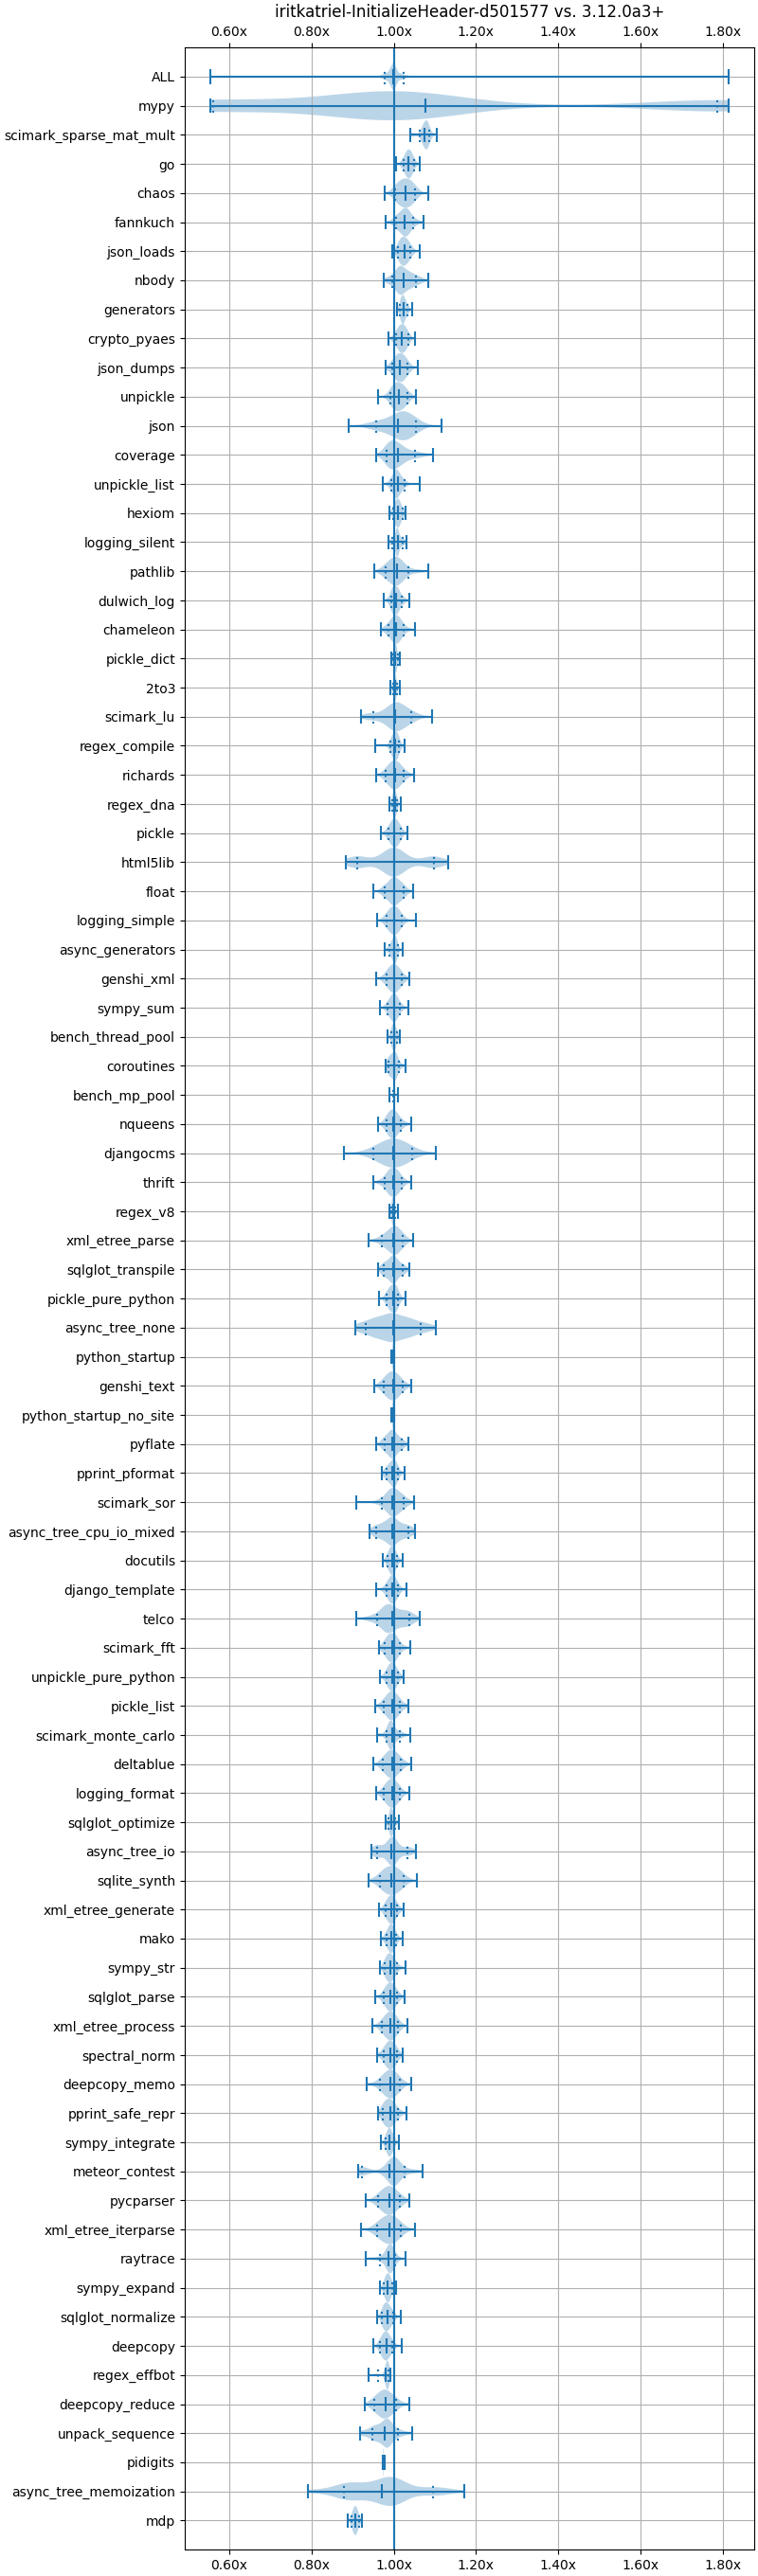 iritkatriel-InitializeHeader-d501577 vs. 3.12.0a3+
0.60x 0.80x 1.00x 1.20x 1.40x 1.60x 1.80x
ALL
mypy
scimark_sparse_mat_mult
go
chaos
fannkuch
json_loads
nbody
generators
crypto_pyaes
json_dumps
unpickle
json
coverage
unpickle_list
hexiom
logging_silent
pathlib
dulwich_log
chameleon
pickle_dict
2to3
scimark_lu
regex_compile
richards
regex_dna
pickle
html5lib
float
logging_simple
async_generators
genshi_xml
sympy_sum
bench_thread_pool
coroutines
bench_mp_pool
nqueens
djangocms
thrift
regex_v8
xml_etree_parse
sqlglot_transpile
pickle_pure_python
async_tree_none
python_startup
genshi_text
python_startup_no_site
pyflate
pprint_pformat
scimark_sor
async_tree_cpu_io_mixed
docutils
django_template
telco
scimark_fft
unpickle_pure_python
pickle_list
scimark_monte_carlo
deltablue
logging_format
sqlglot_optimize
async_tree_io
sqlite_synth
xml_etree_generate
mako
sympy_str
sqlglot_parse
xml_etree_process
spectral_norm
deepcopy_memo
pprint_safe_repr
sympy_integrate
meteor_contest
pycparser
xml_etree_iterparse
raytrace
sympy_expand
sqlglot_normalize
deepcopy
regex_effbot
deepcopy_reduce
unpack_sequence
pidigits
async_tree_memoization
mdp
0.60x 0.80x 1.00x 1.20x 1.40x 1.60x 1.80x